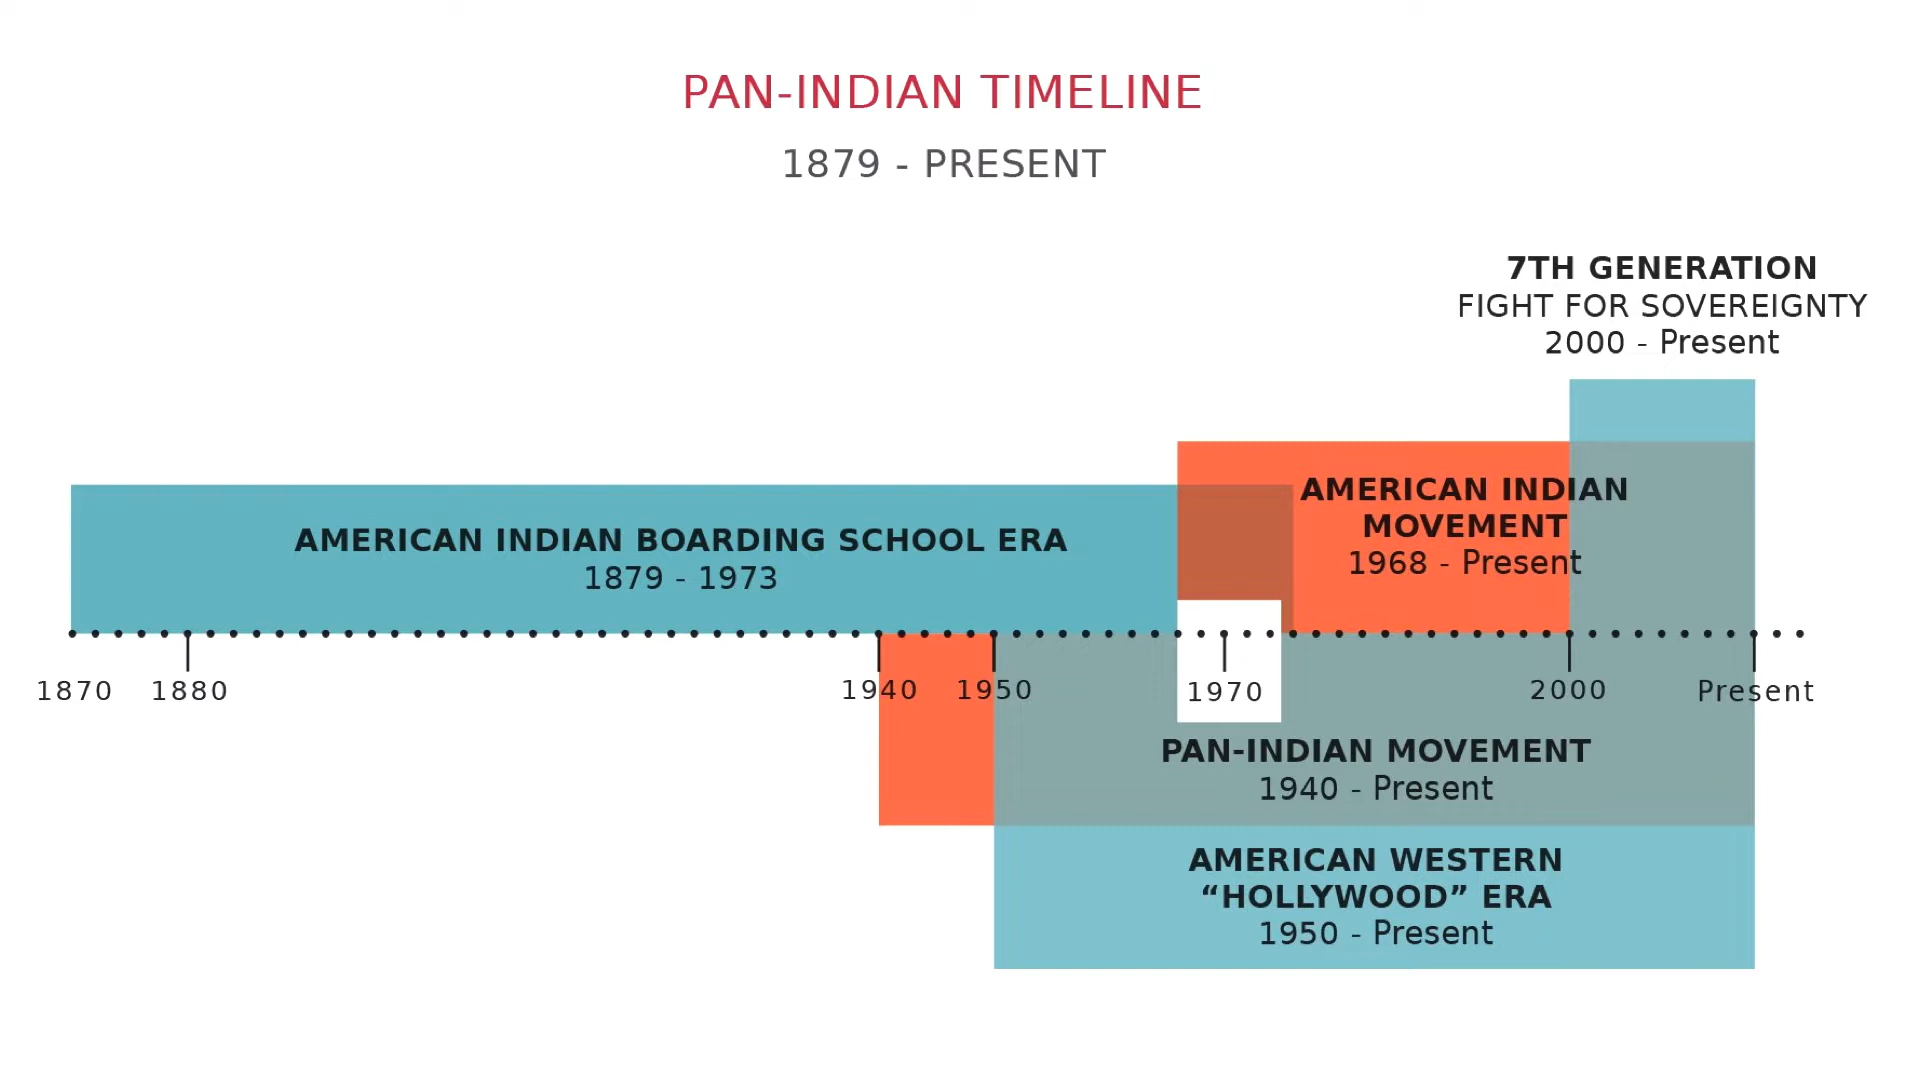 PAN-INDIAN TIMELINE
1879 - PRESENT
7TH GENERATION
FIGHT FOR SOVEREIGNTY
2000 - Present
AMERICAN INDIAN
MOVEMENT
1968 - Present
AMERICAN INDIAN BOARDING SCHOOL ERA
1879 - 1973
1870 1880 1940 1950 1970 2000 Present
PAN-INDIAN MOVEMENT
1940 - Present
AMERICAN WESTERN
“HOLLYWOOD” ERA
1950 - Present